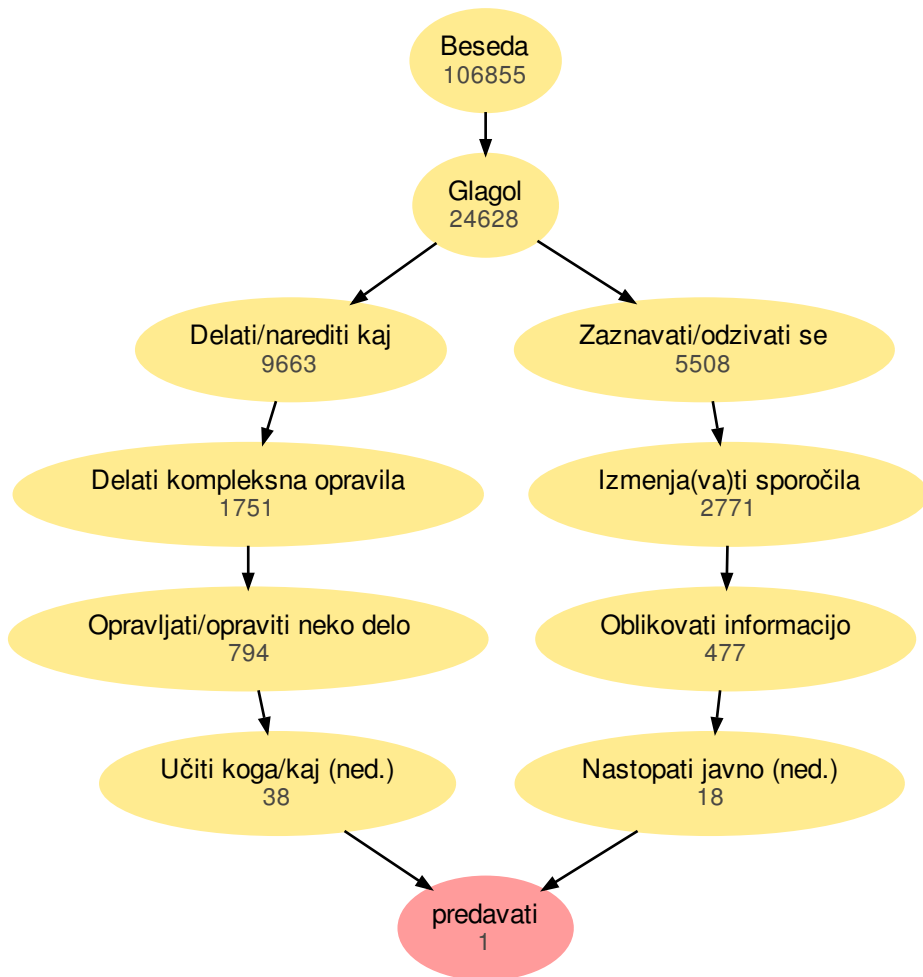 Beseda
106855
Glagol
24628
Delati/narediti kaj
9663
Zaznavati/odzivati se
5508
Delati kompleksna opravila
1751
Izmenja(va)ti sporočila
2771
Opravljati/opraviti neko delo
794
Oblikovati informacijo
477
Učiti koga/kaj (ned.)
38
Nastopati javno (ned.)
18
predavati
1